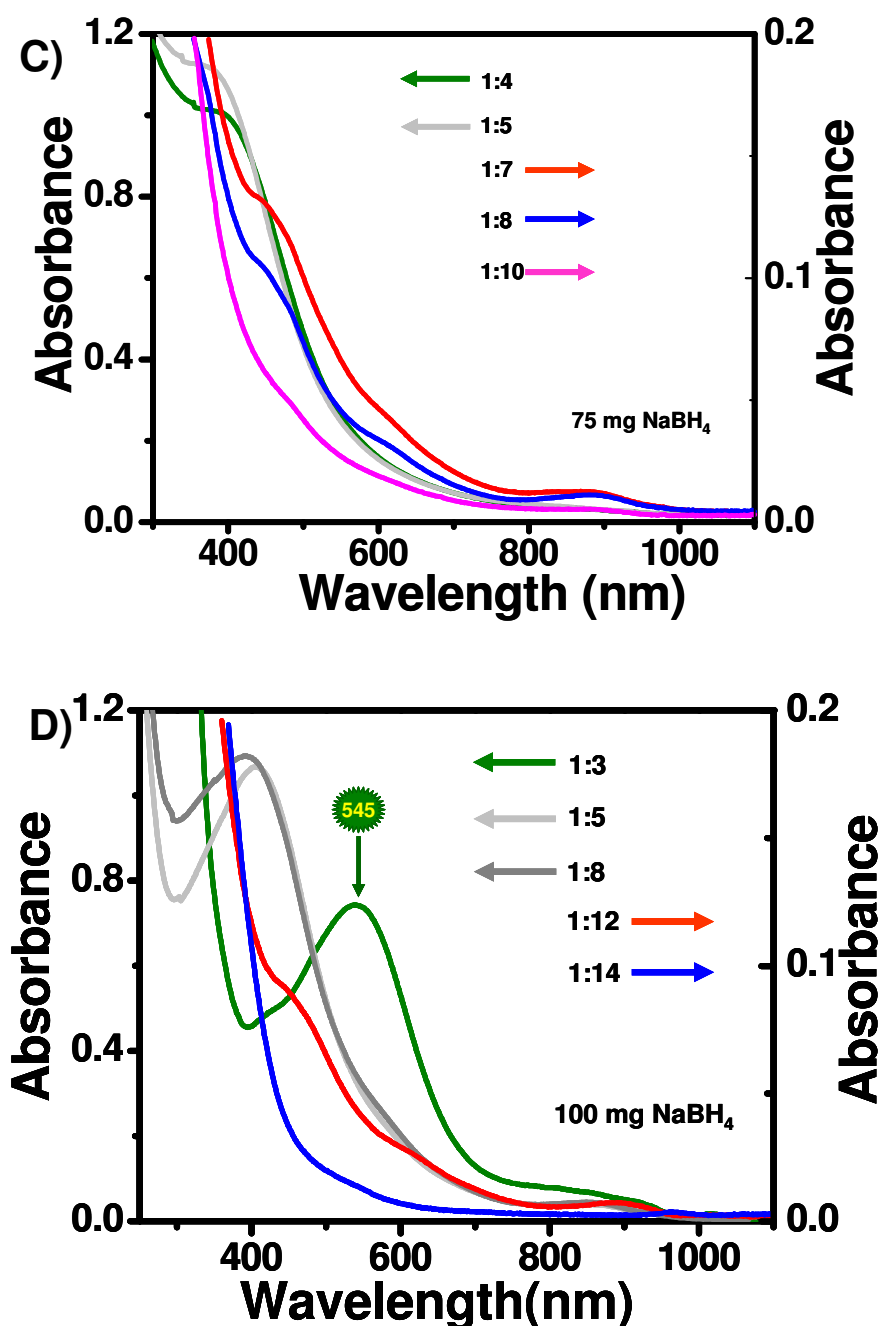 C)
1.2
0.8
0.4
0.0
Absorbance
1:4
1:5
1:7
1:8
1:10
75 mg NaBH₄
0.2
0.1
0.0
Absorbance
400 600 800 1000
Wavelength (nm)
D)
1.2
0.8
0.4
0.0
Absorbance
545
1:3
1:5
1:8
1:12
1:14
100 mg NaBH₄
0.2
0.1
0.0
Absorbance
400 600 800 1000
Wavelength(nm)